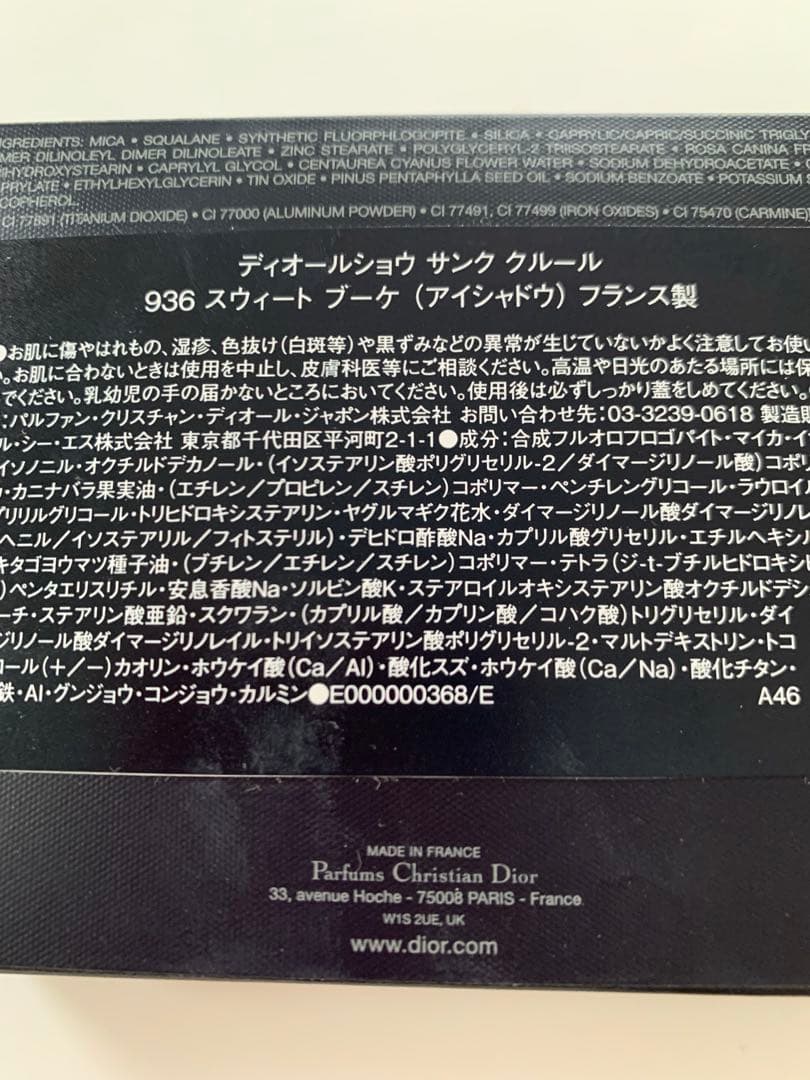 INGREDIENTS: MICA • SQUALANE • SYNTHETIC FLUORPHLOGOPITE • SILICA • CAPRYLIC/CAPRIC/SUCCINIC TRIGLY
IMER DILINOLEYL DIMER DILINOLEATE • ZINC STEARATE • POLYGLYCERYL-2 TRIISOSTEARATE • ROSA CANINA FR
IHYDROXYSTEARIN • CAPRYLYL GLYCOL • CENTAUREA CYANUS FLOWER WATER • SODIUM DEHYDROACETATE •
PRYLATE • ETHYLHEXYLGLYCERIN • TIN OXIDE • PINUS PENTAPHYLLA SEED OIL • SODIUM BENZOATE • POTASSIUM S
COPHEROL.
CI 77891 (TITANIUM DIOXIDE) • CI 77000 (ALUMINUM POWDER) • CI 77491, CI 77499 (IRON OXIDES) • CI 75470 (CARMINE)
ディオールショウ サンク クルール
936 スウィート ブーケ (アイシャドウ) フランス製
●お肌に傷やはれもの、湿疹、色抜け(白斑等)や黒ずみなどの異常が生じていないかよく注意してお使い
。お肌に合わないときは使用を中止し、皮膚科医等にご相談ください。高温や日光のあたる場所には保
でください。乳幼児の手の届かないところにおいてください。使用後は必ずしっかり蓋をしめてください。
:パルファン・クリスチャン・ディオール・ジャポン株式会社 お問い合わせ先:03-3239-0618 製造販
ル・シー・エス株式会社 東京都千代田区平河町2-1-1●成分:合成フルオロフロゴパイト・マイカ・イ
イソノニル・オクチルドデカノール・(イソステアリン酸ポリグリセリル-2/ダイマージリノール酸)コポリ
カニナバラ果実油・(エチレン/プロピレン/スチレン)コポリマー・ペンチレングリコール・ラウロイル
プリリルグリコール・トリヒドロキシステアリン・ヤグルマギク花水・ダイマージリノール酸ダイマージリノレ
ヘニル/イソステアリル/フィトステリル)・デヒドロ酢酸Na・カプリル酸グリセリル・エチルヘキシル
キタゴヨウマツ種子油・(ブチレン/エチレン/スチレン)コポリマー・テトラ(ジ-t-ブチルヒドロキシヒ
)ペンタエリスリチル・安息香酸Na・ソルビン酸K・ステアロイルオキシステアリン酸オクチルドデシ
ーチ・ステアリン酸亜鉛・スクワラン・(カプリル酸/カプリン酸/コハク酸)トリグリセリル・ダイ
ジリノール酸ダイマージリノレイル・トリイソステアリン酸ポリグリセリル-2・マルトデキストリン・トコ
ロール(+/-)カオリン・ホウケイ酸(Ca/Al)・酸化スズ・ホウケイ酸(Ca/Na)・酸化チタン・
鉄・Al・グンジョウ・コンジョウ・カルミン●E000000368/E A46
MADE IN FRANCE
Parfums Christian Dior
33, avenue Hoche - 75008 PARIS - France
W1S 2UE, UK
www.dior.com